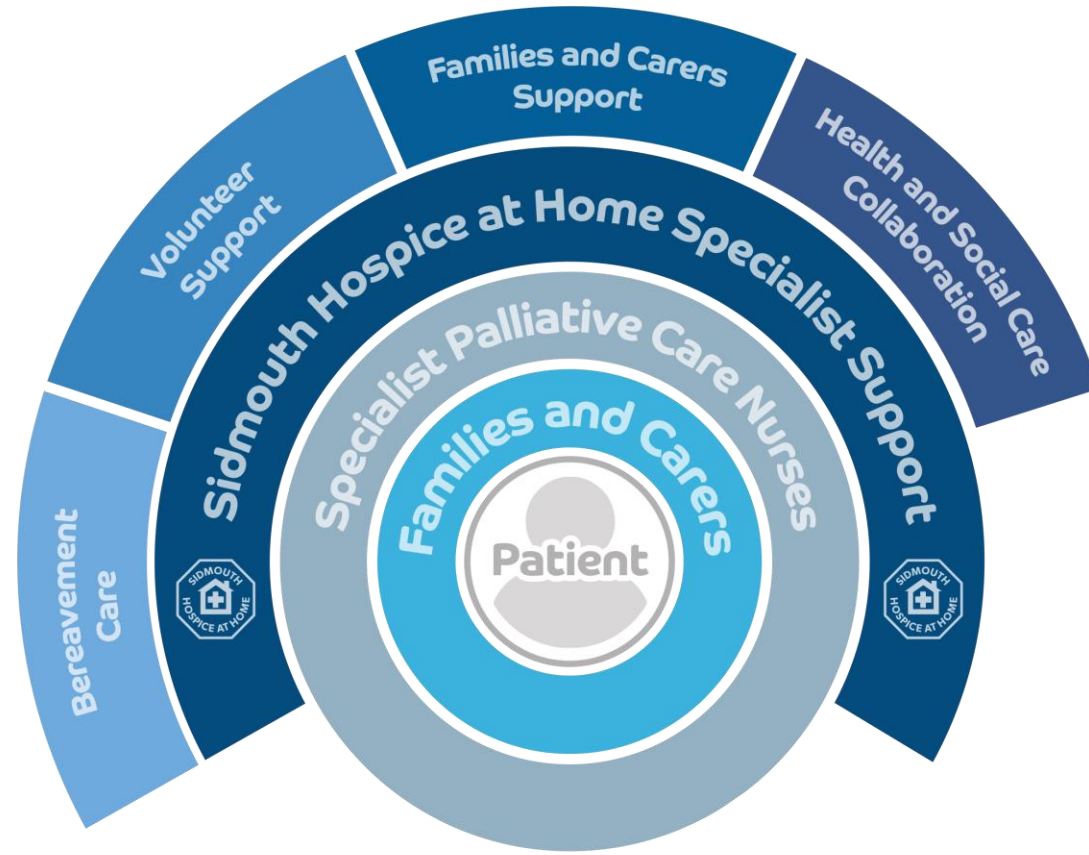 Families and Carers
Support
Volunteer
Support
Health and Social Care
Collaboration
Bereavement
Care
Sidmouth Hospice at Home Specialist Support
Specialist Palliative Care Nurses
Families and Carers
Patient
SIDMOUTH
HOSPICE AT HOME
SIDMOUTH
HOSPICE AT HOME